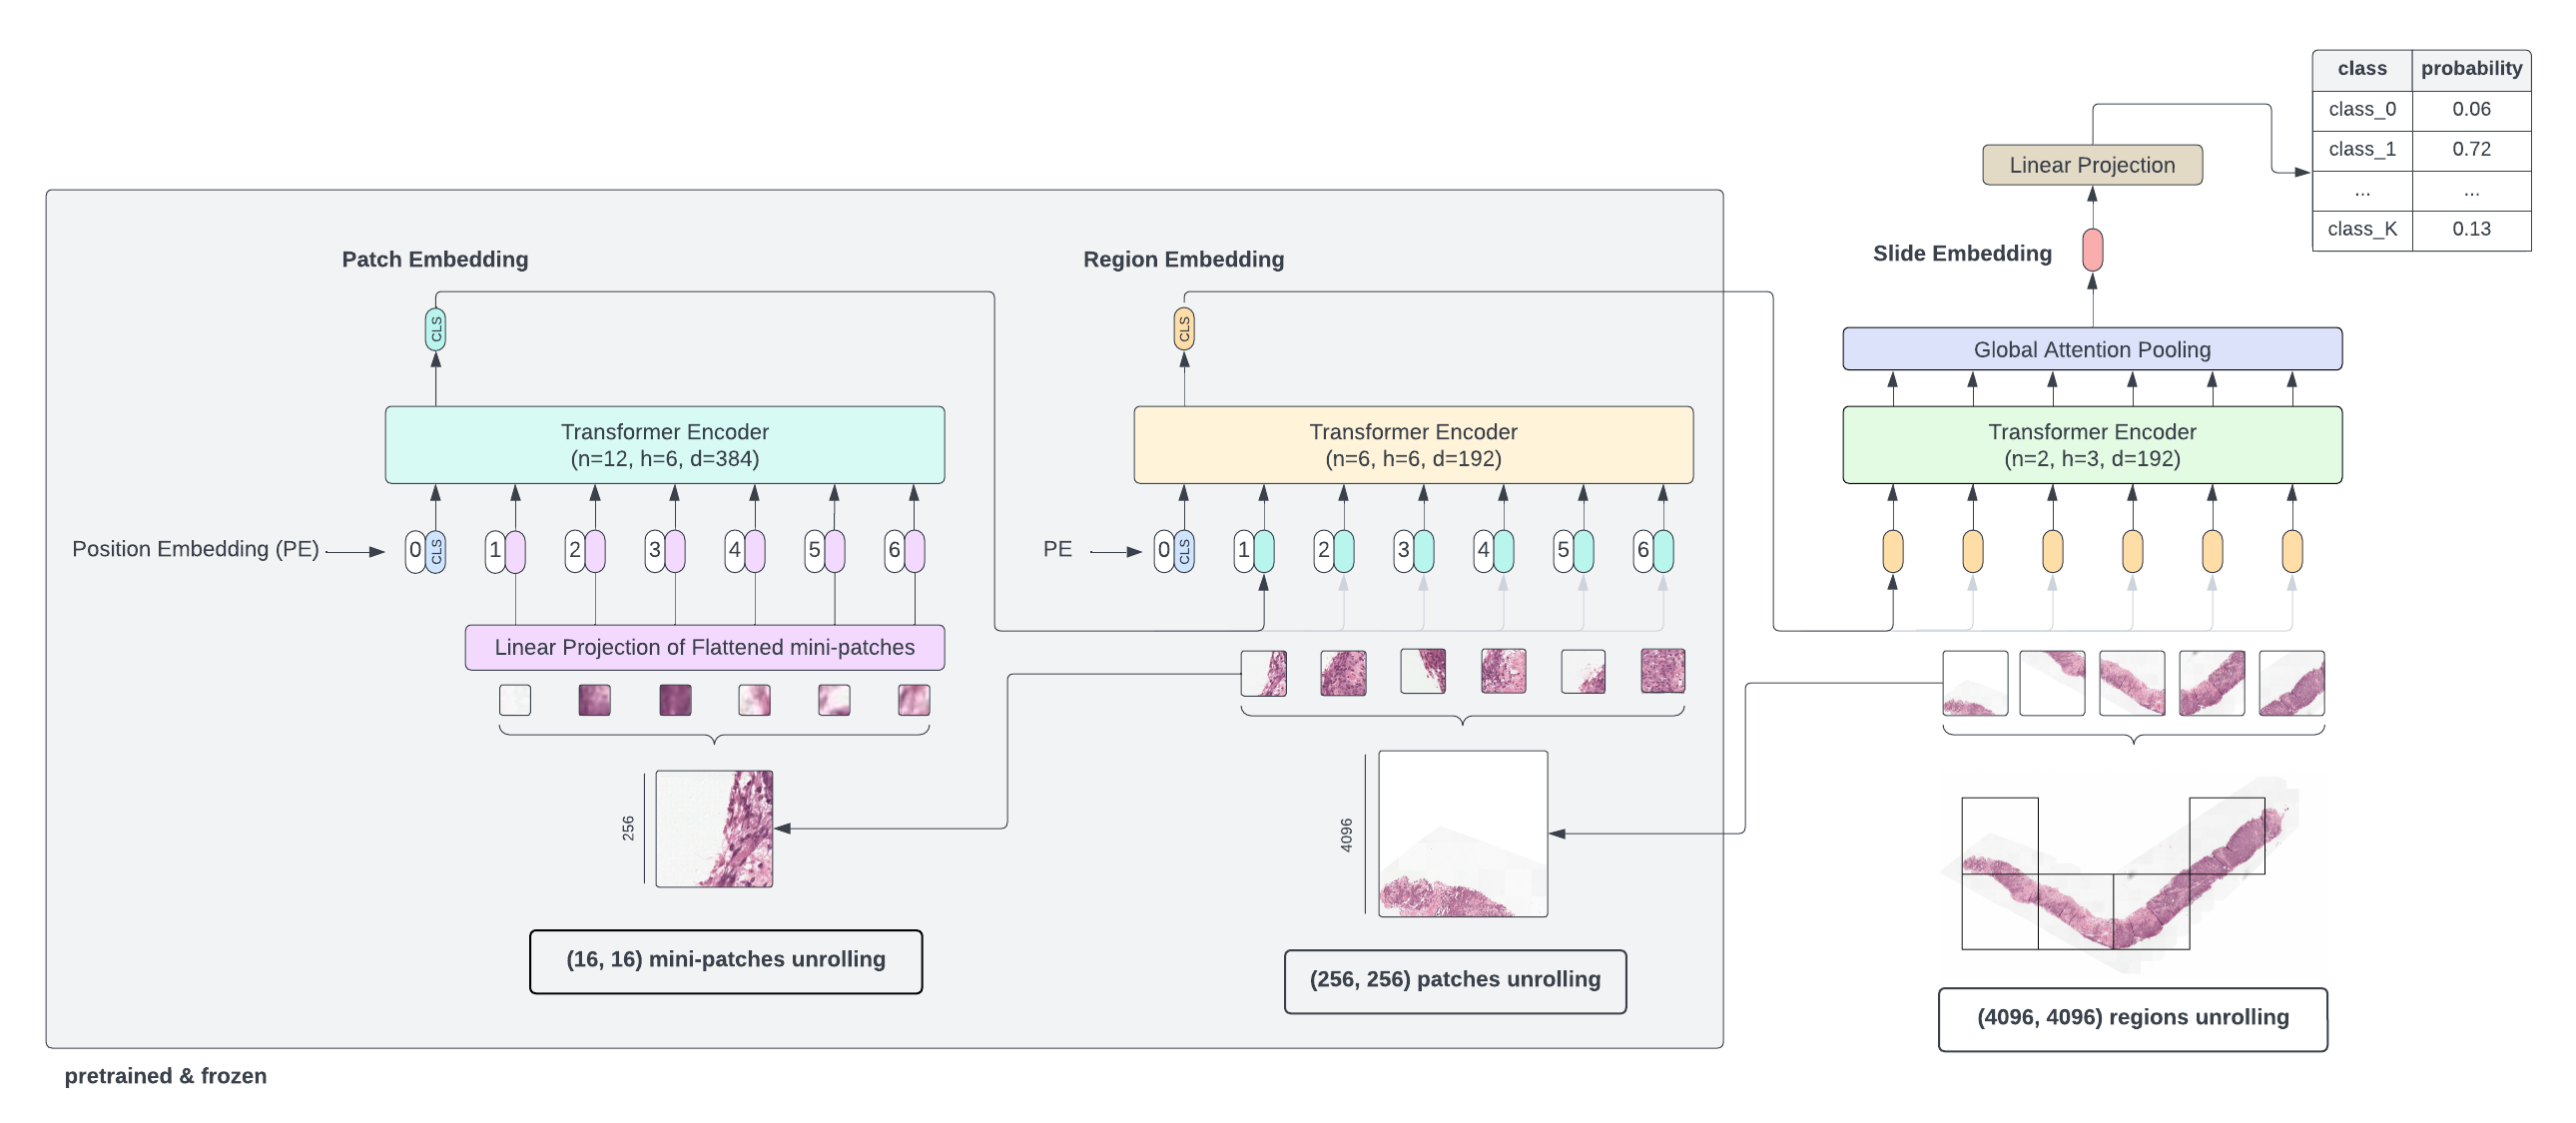 class probability
class_0 0.06
class_1 0.72
... ...
class_K 0.13
Linear Projection
Slide Embedding
Global Attention Pooling
Transformer Encoder
(n=2, h=3, d=192)
Patch Embedding
CLS
Transformer Encoder
(n=12, h=6, d=384)
Position Embedding (PE)
0 CLS 1 2 3 4 5 6
Linear Projection of Flattened mini-patches
256
(16, 16) mini-patches unrolling
Region Embedding
CLS
Transformer Encoder
(n=6, h=6, d=192)
PE
0 CLS 1 2 3 4 5 6
4096
(256, 256) patches unrolling
(4096, 4096) regions unrolling
pretrained & frozen